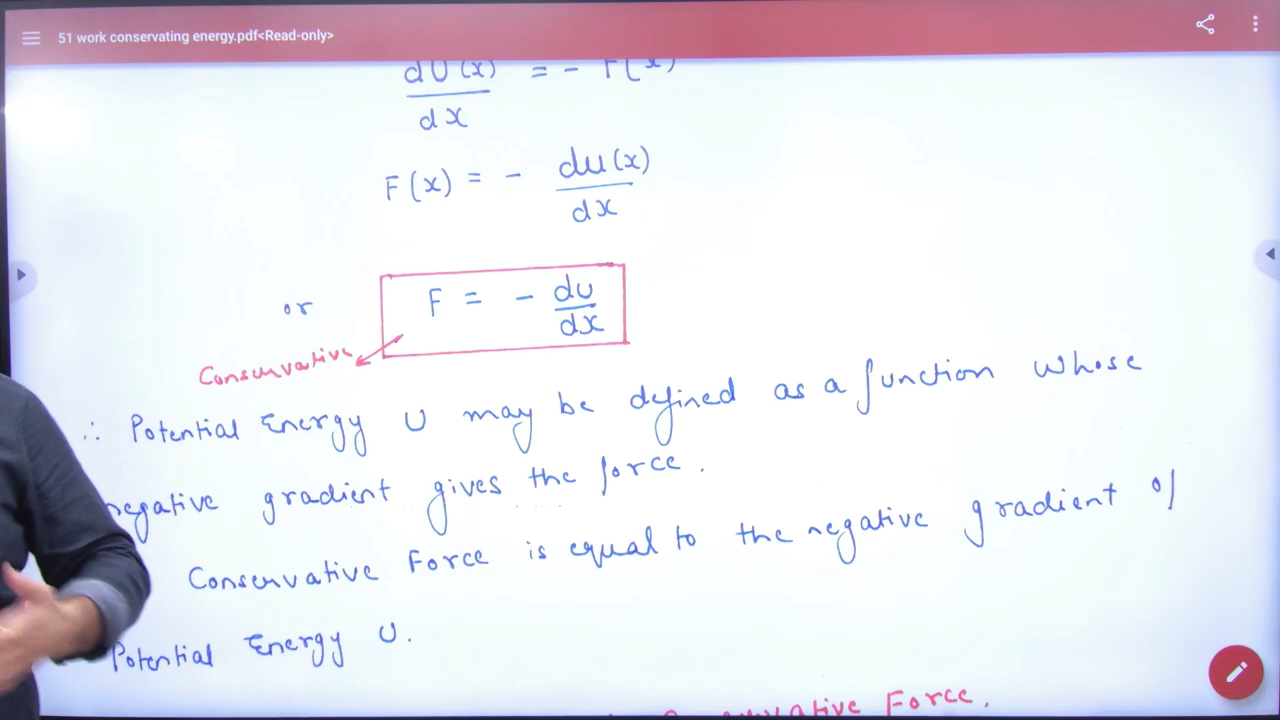 51 work conservating energy.pdf<Read-only>
dU(x)/dx = - F(x)
F(x) = - du(x)/dx
or F = - du/dx
Conservative
∴ Potential Energy U may be defined as a function whose
negative gradient gives the force.
Conservative Force is equal to the negative gradient of
Potential Energy U.
Force.